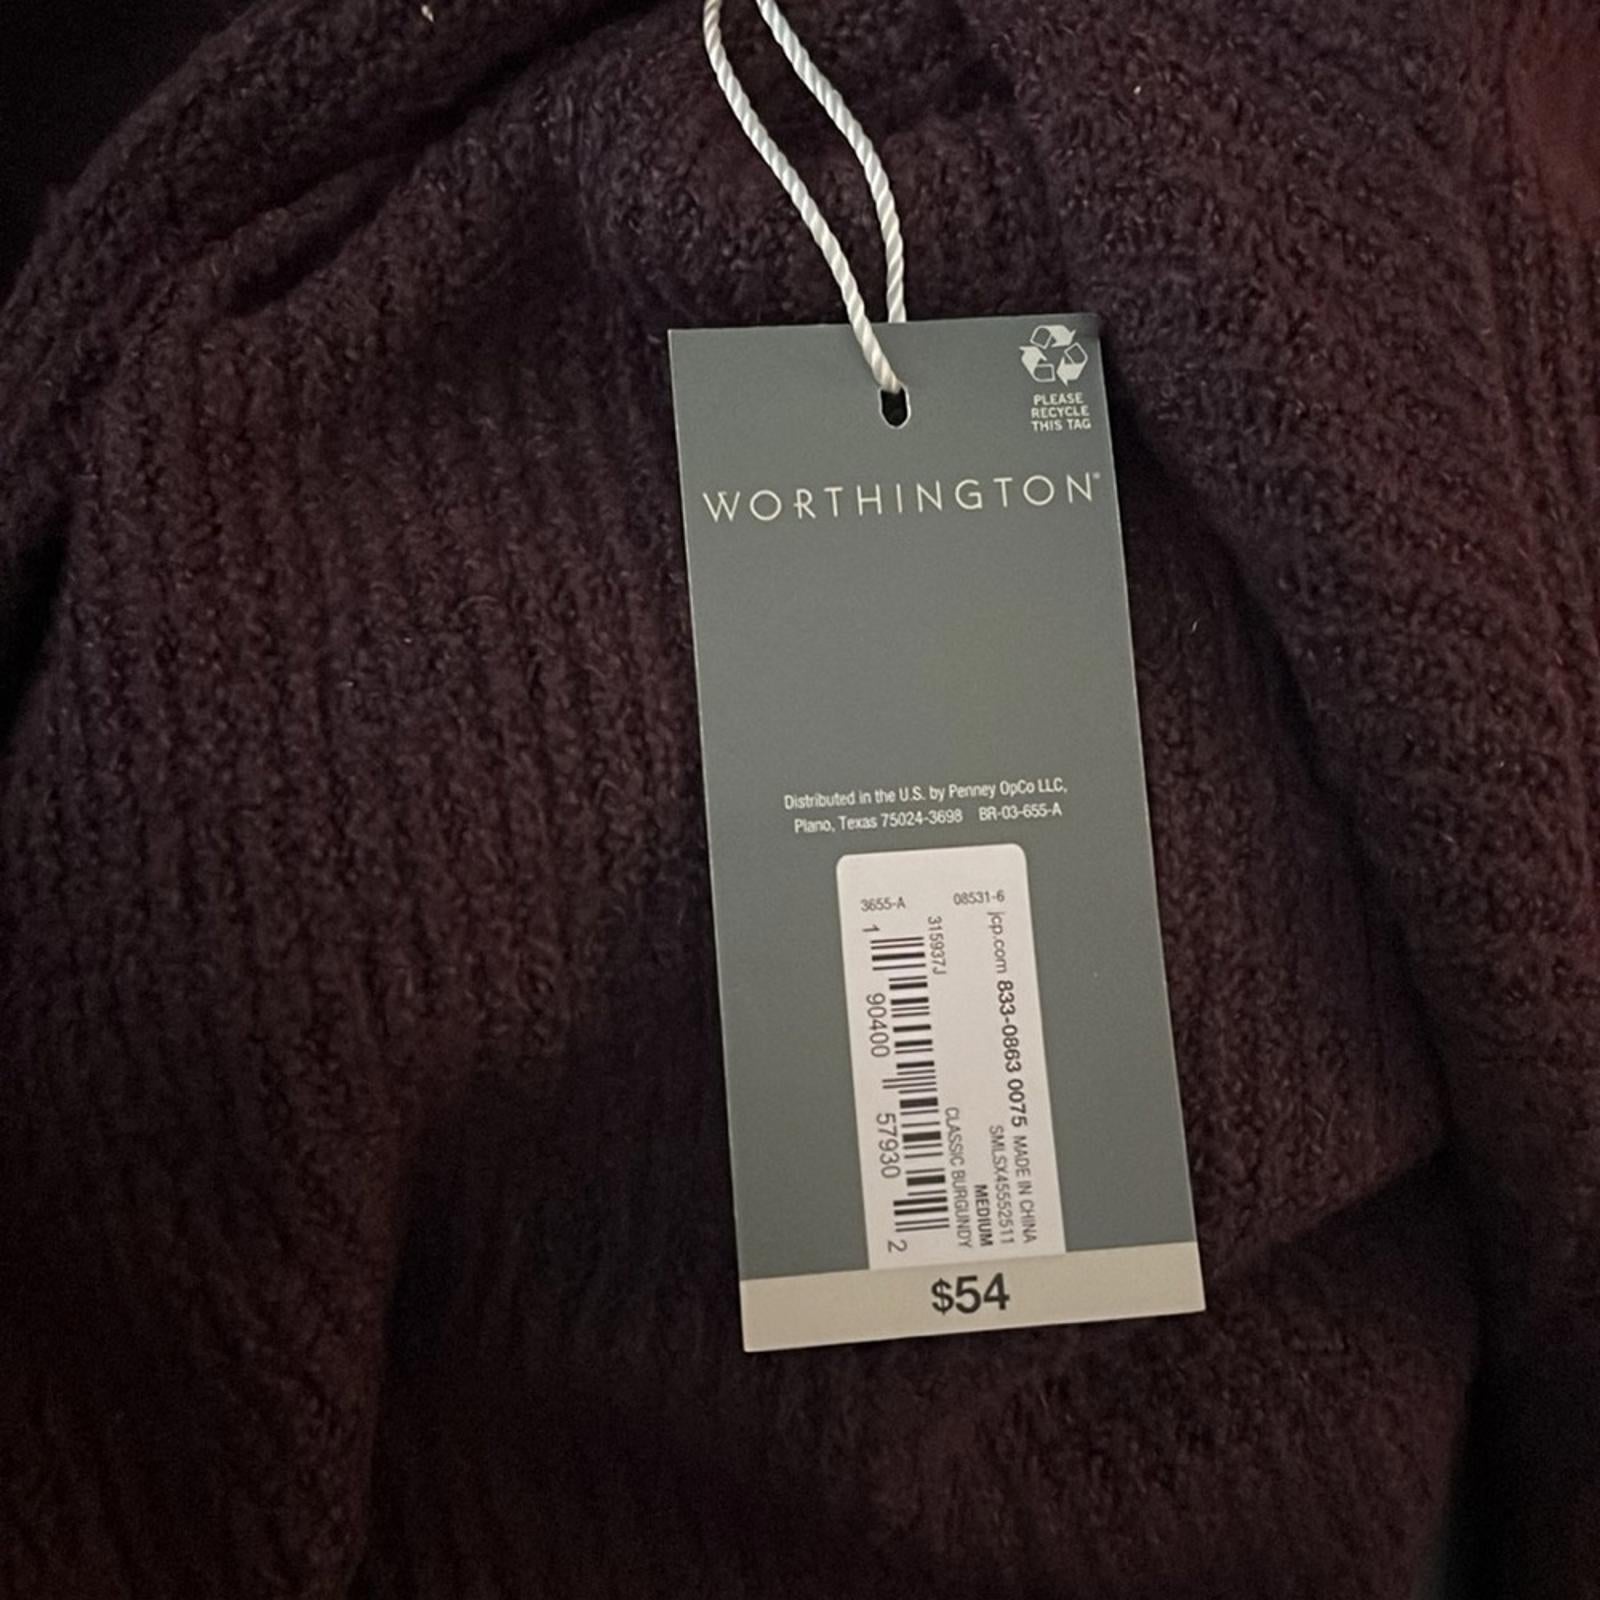 PLEASE
RECYCLE
THIS TAG
WORTHINGTON®
Distributed in the U.S. by Penney OpCo LLC,
Plano, Texas 75024-3698 BR-03-655-A
3655-A 08531-6
jcp.com 833-0863 0075 MADE IN CHINA
SMLSX45552511
MEDIUM
315937J CLASSIC BURGUNDY
1 90400 57930 2
$54